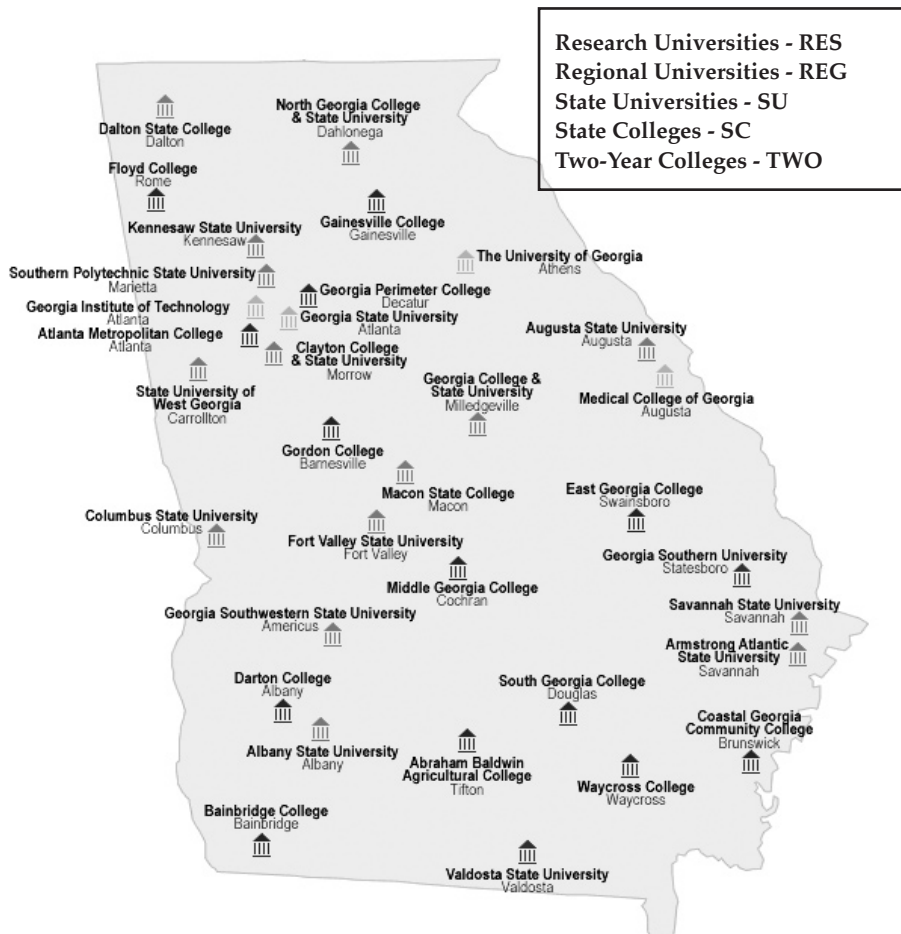 Research Universities - RES
Regional Universities - REG
State Universities - SU
State Colleges - SC
Two-Year Colleges - TWO
North Georgia College
& State University
Dahlonega
Dalton State College
Dalton
Floyd College
Rome
Gainesville College
Gainesville
Kennesaw State University
Kennesaw
The University of Georgia
Athens
Southern Polytechnic State University
Marietta
Georgia Perimeter College
Decatur
Georgia Institute of Technology
Atlanta
Georgia State University
Atlanta
Atlanta Metropolitan College
Atlanta
Augusta State University
Augusta
Clayton College
& State University
Morrow
Georgia College &
State University
Milledgeville
Medical College of Georgia
Augusta
State University of
West Georgia
Carrollton
Gordon College
Barnesville
Macon State College
Macon
East Georgia College
Swainsboro
Columbus State University
Columbus
Fort Valley State University
Fort Valley
Georgia Southern University
Statesboro
Middle Georgia College
Cochran
Savannah State University
Savannah
Georgia Southwestern State University
Americus
Armstrong Atlantic
State University
Savannah
Darton College
Albany
South Georgia College
Douglas
Coastal Georgia
Community College
Brunswick
Albany State University
Albany
Abraham Baldwin
Agricultural College
Tifton
Waycross College
Waycross
Bainbridge College
Bainbridge
Valdosta State University
Valdosta